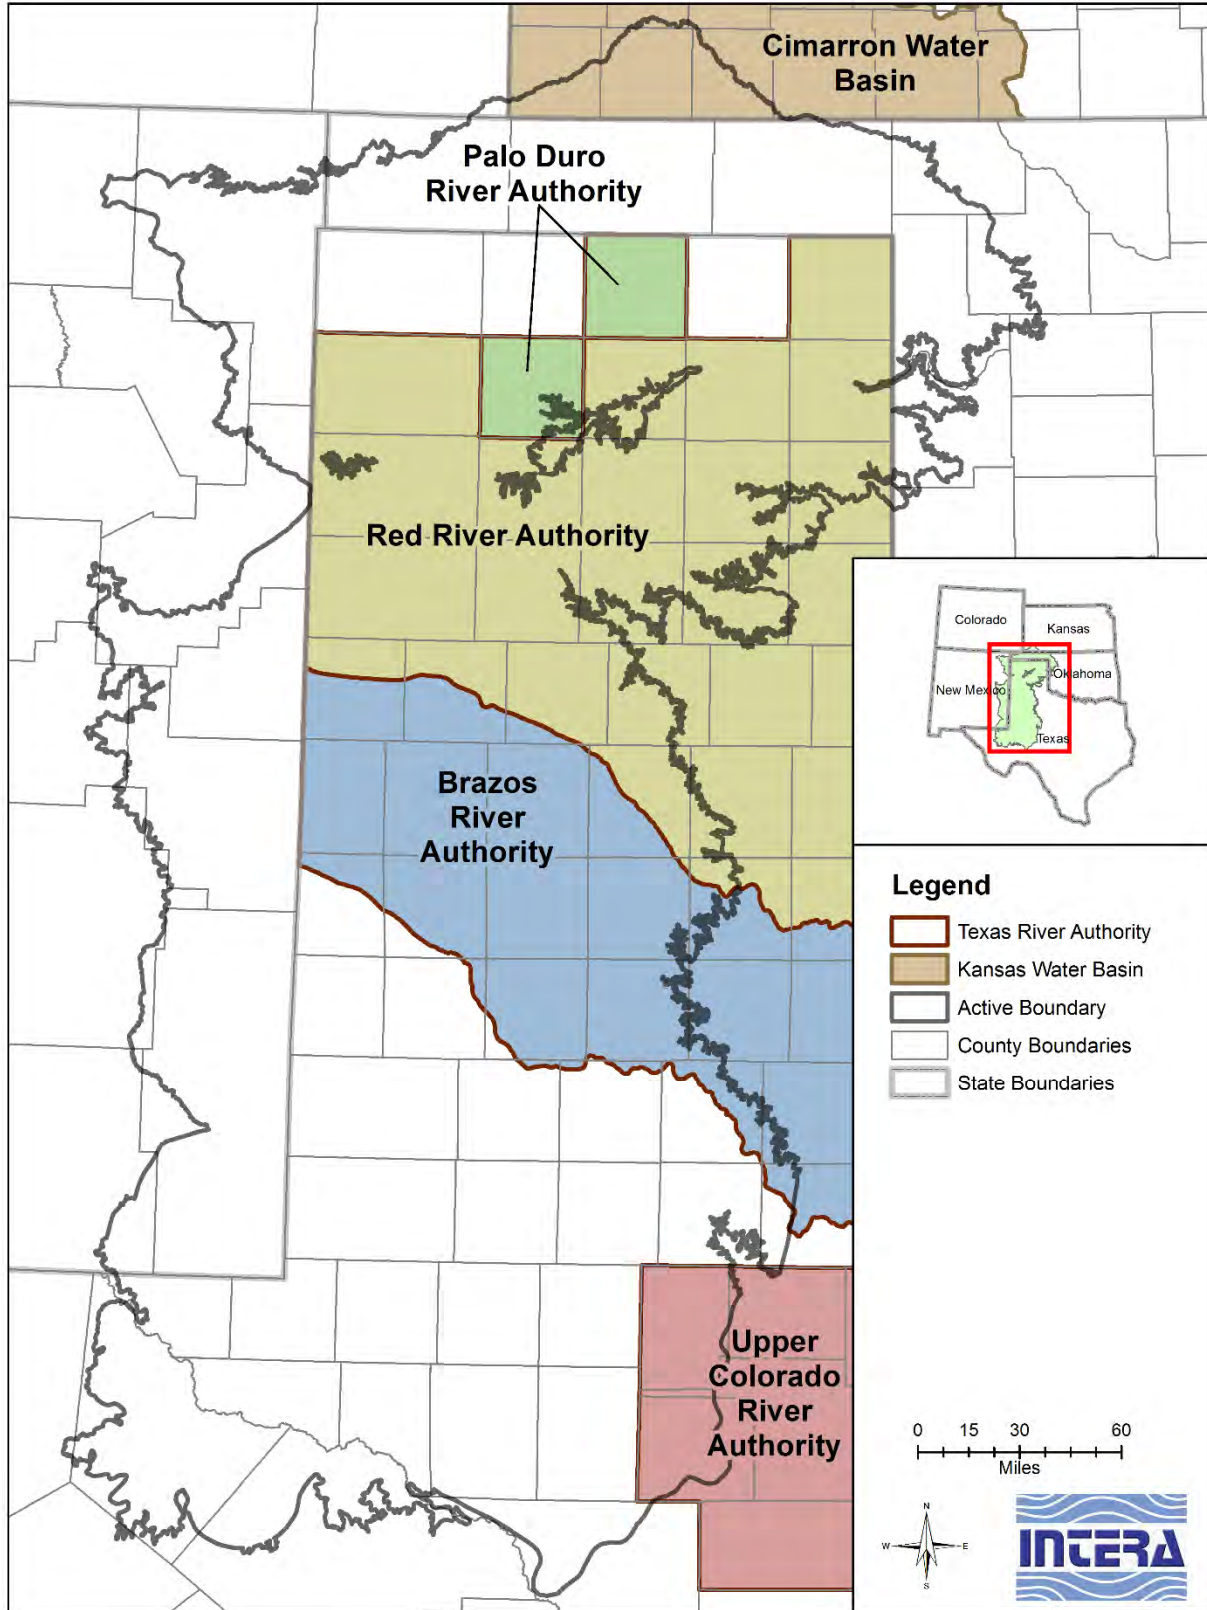 Cimarron Water
Basin
Palo Duro
River Authority
Red River Authority
Colorado
Kansas
New Mexico
Oklahoma
Texas
Brazos
River
Authority
Legend
Texas River Authority
Kansas Water Basin
Active Boundary
County Boundaries
State Boundaries
Upper
Colorado
River
Authority
0 15 30 60
Miles
N
W E
S
INTERA